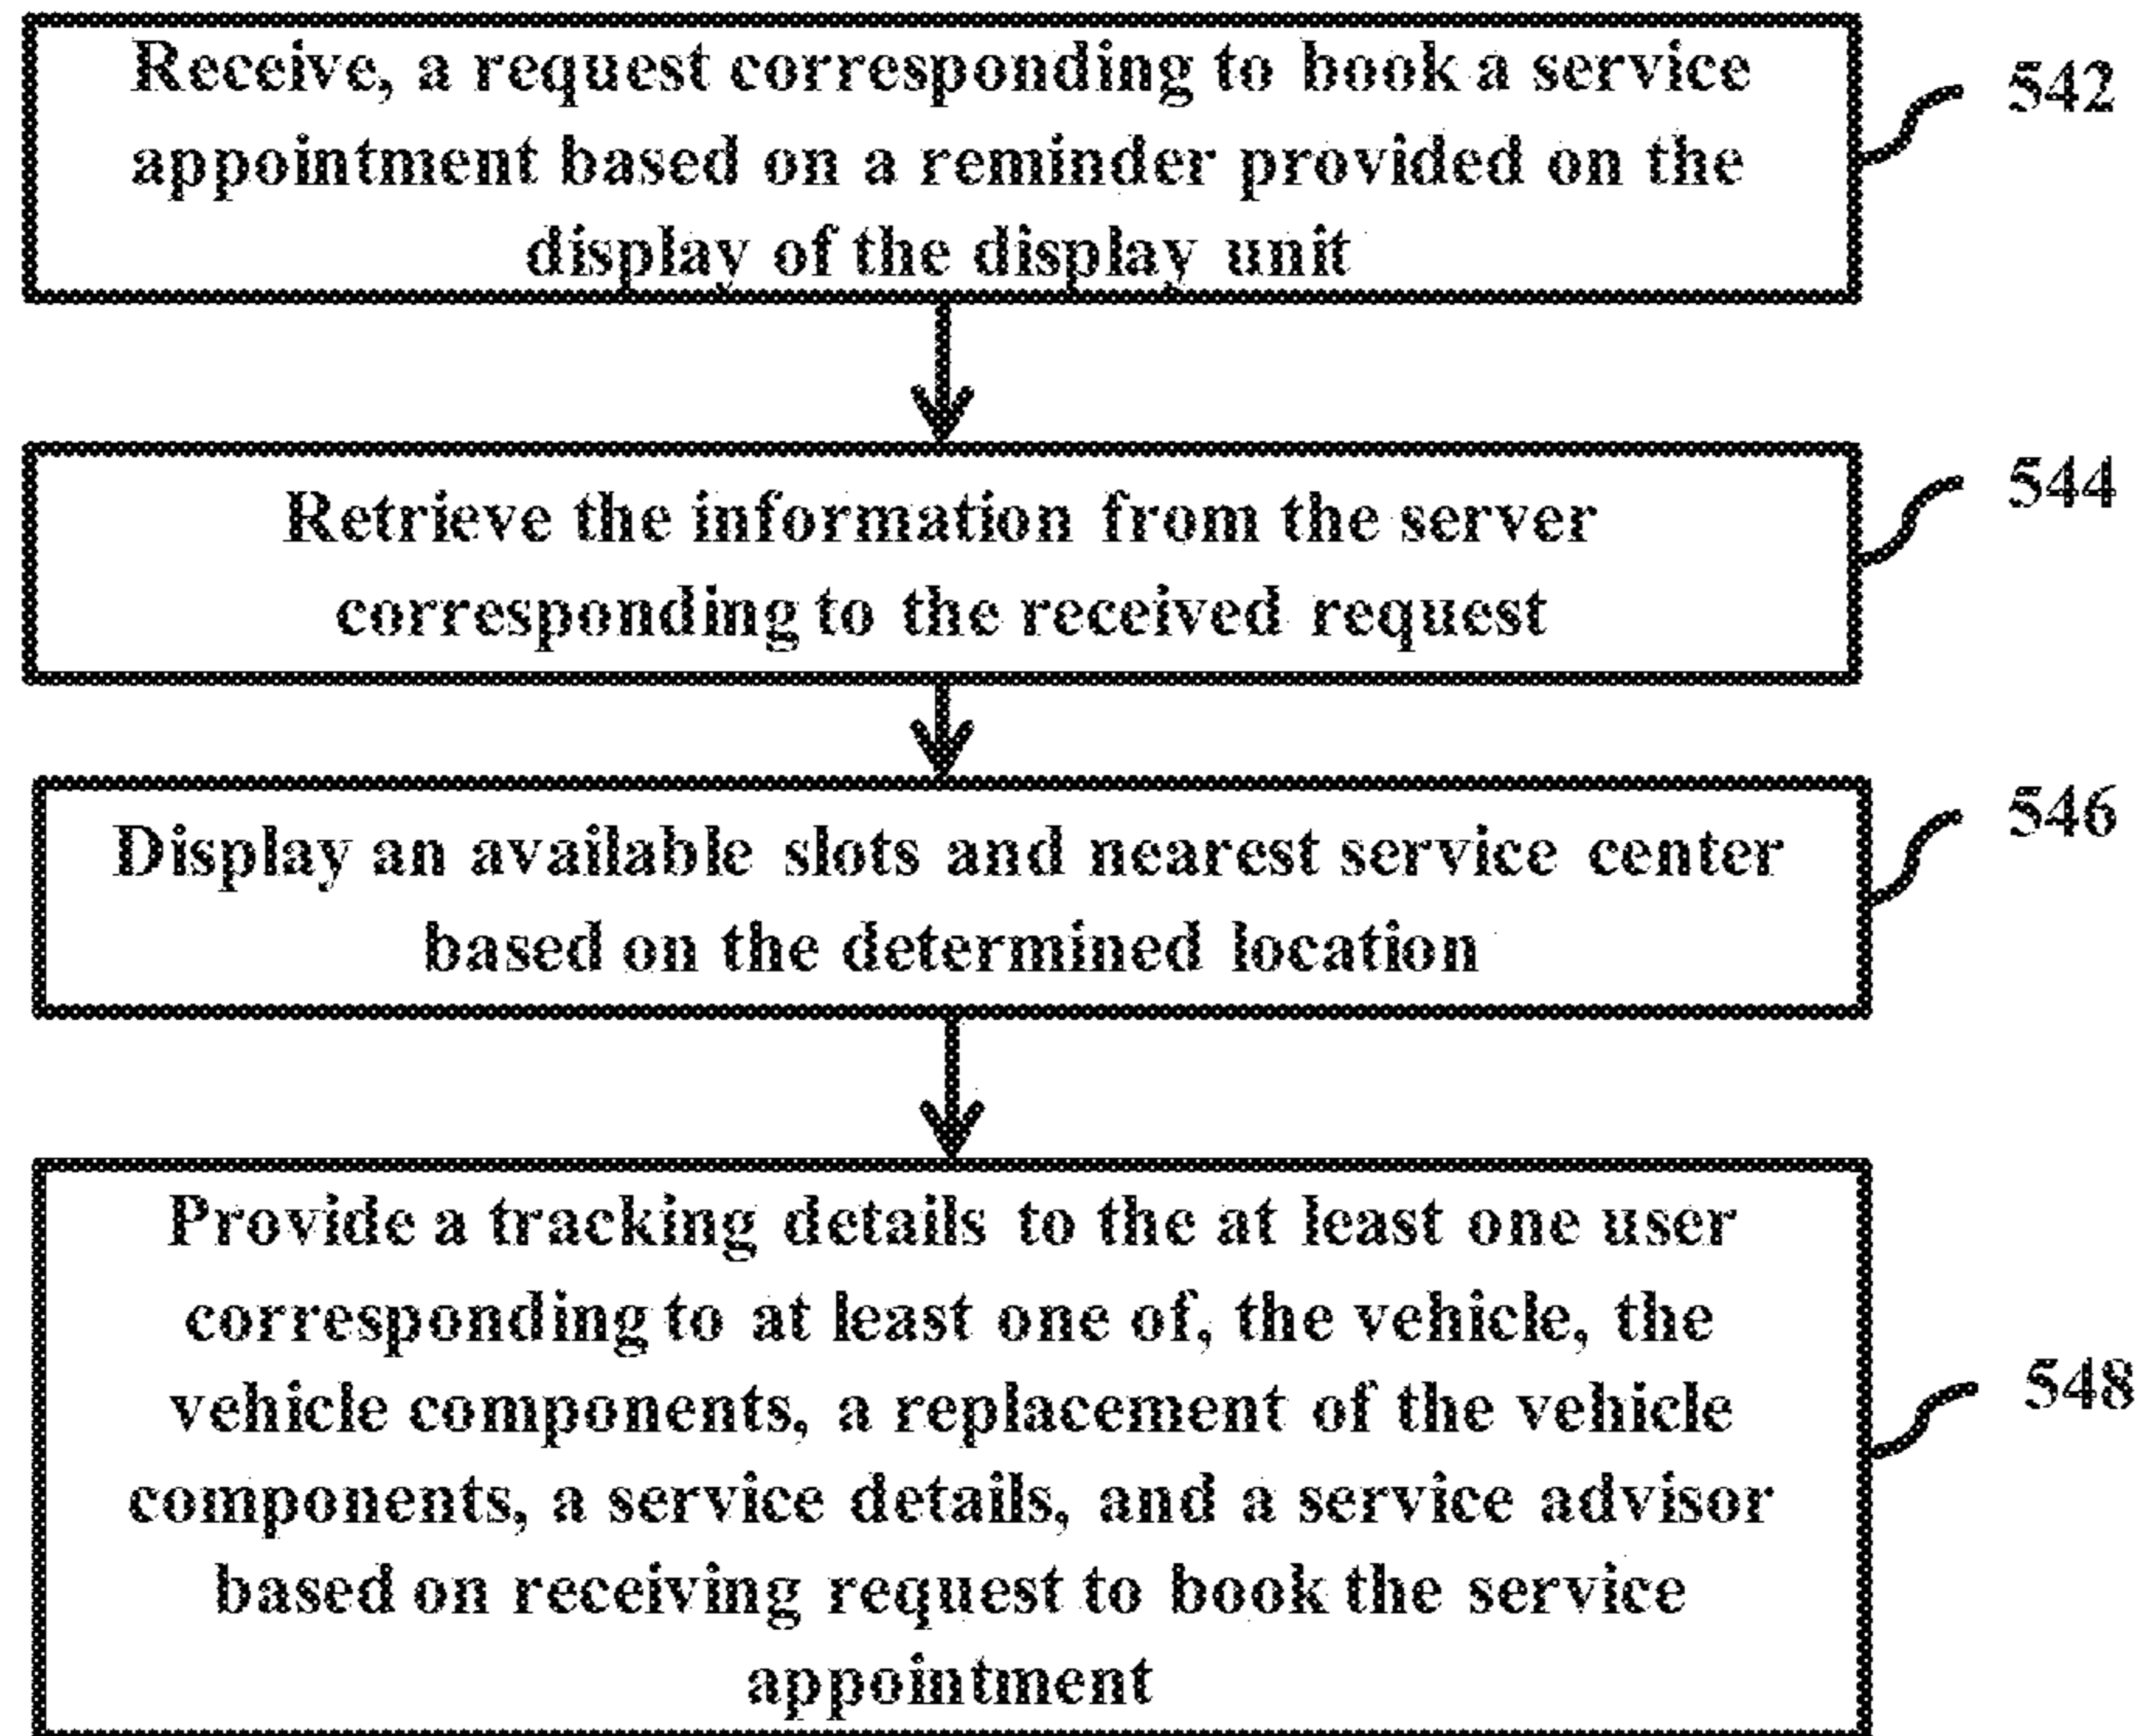 Receive, a request corresponding to book a service
appointment based on a reminder provided on the
display of the display unit
542
Retrieve the information from the server
corresponding to the received request
544
Display an available slots and nearest service center
based on the determined location
546
Provide a tracking details to the at least one user
corresponding to at least one of, the vehicle, the
vehicle components, a replacement of the vehicle
components, a service details, and a service advisor
based on receiving request to book the service
appointment
548